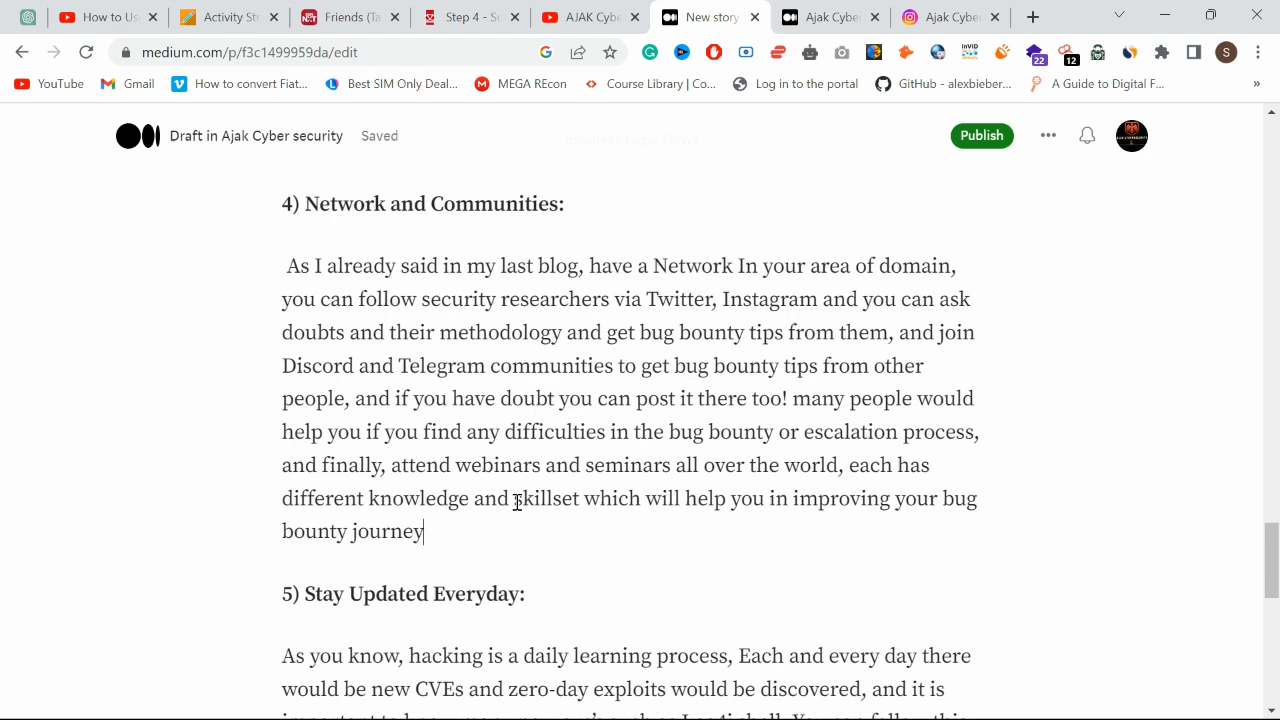 How to Us
Activity St
Friends (Ta
Step 4 - S
AJAK Cybe
New story
Ajak Cyber
Ajak Cyber
medium.com/p/f3c1499959da/edit
22
12
S
YouTube
Gmail
How to convert Fiat...
Best SIM Only Deal...
MEGA REcon
Course Library | Co...
Log in to the portal
GitHub - alexbieber...
A Guide to Digital F...
»
Draft in Ajak Cyber security
Saved
Business Logic Flaws
Publish
4) Network and Communities:
As I already said in my last blog, have a Network In your area of domain,
you can follow security researchers via Twitter, Instagram and you can ask
doubts and their methodology and get bug bounty tips from them, and join
Discord and Telegram communities to get bug bounty tips from other
people, and if you have doubt you can post it there too! many people would
help you if you find any difficulties in the bug bounty or escalation process,
and finally, attend webinars and seminars all over the world, each has
different knowledge and skillset which will help you in improving your bug
bounty journey
5) Stay Updated Everyday:
As you know, hacking is a daily learning process, Each and every day there
would be new CVEs and zero-day exploits would be discovered, and it is